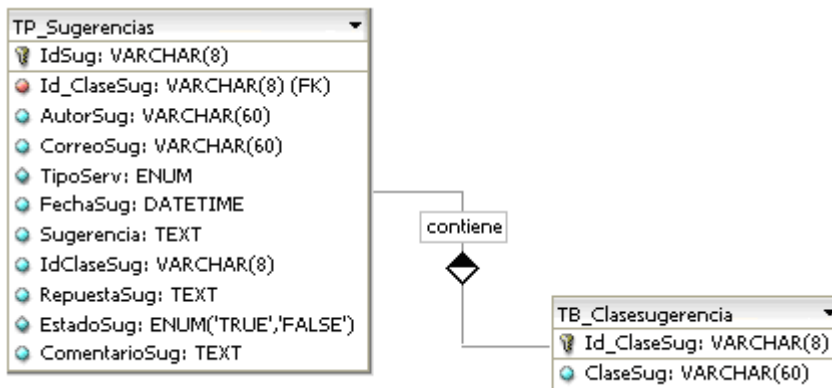 TP_Sugerencias
IdSug: VARCHAR(8)
Id_ClaseSug: VARCHAR(8) (FK)
AutorSug: VARCHAR(60)
CorreoSug: VARCHAR(60)
TipoServ: ENUM
FechaSug: DATETIME
Sugerencia: TEXT
IdClaseSug: VARCHAR(8)
RepuestaSug: TEXT
EstadoSug: ENUM('TRUE','FALSE')
ComentarioSug: TEXT
contiene
TB_Clasesugerencia
Id_ClaseSug: VARCHAR(8)
ClaseSug: VARCHAR(60)